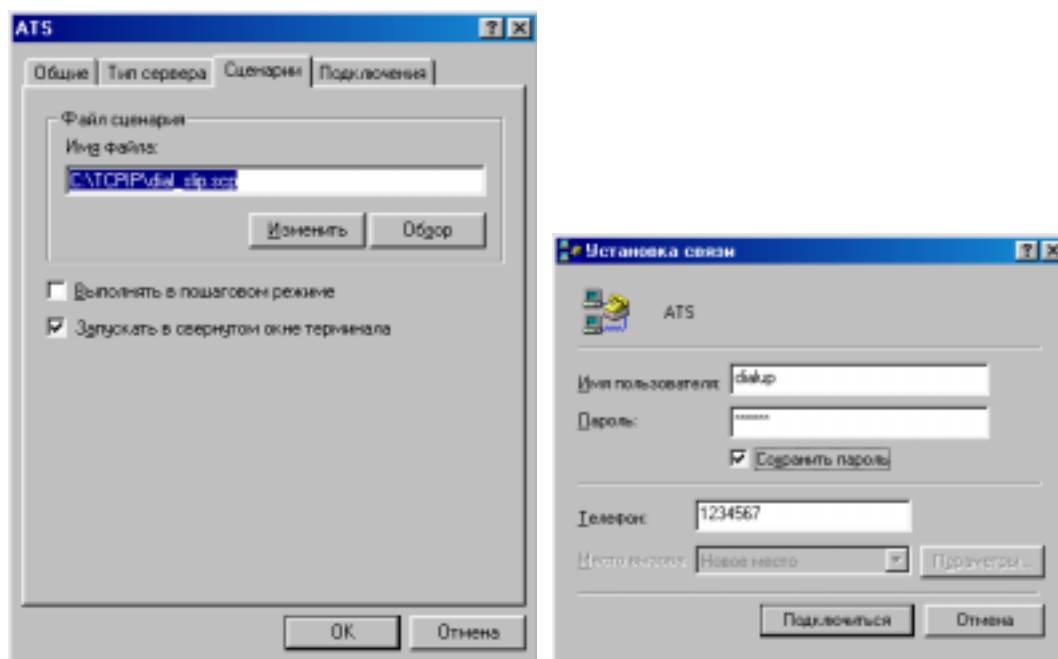 ATS
Общие Тип сервера Сценарии Подключения
Файл сценария
Имя файла:
C:\TCPIP\dial_slip.scp
Изменить Обзор
Выполнять в пошаговом режиме
Запускать в свернутом окне терминала
OK Отмена
Установка связи
ATS
Имя пользователя: dialup
Пароль: *******
Сохранить пароль
Телефон: 1234567
Место вызова: Новое место Параметры...
Подключиться Отмена